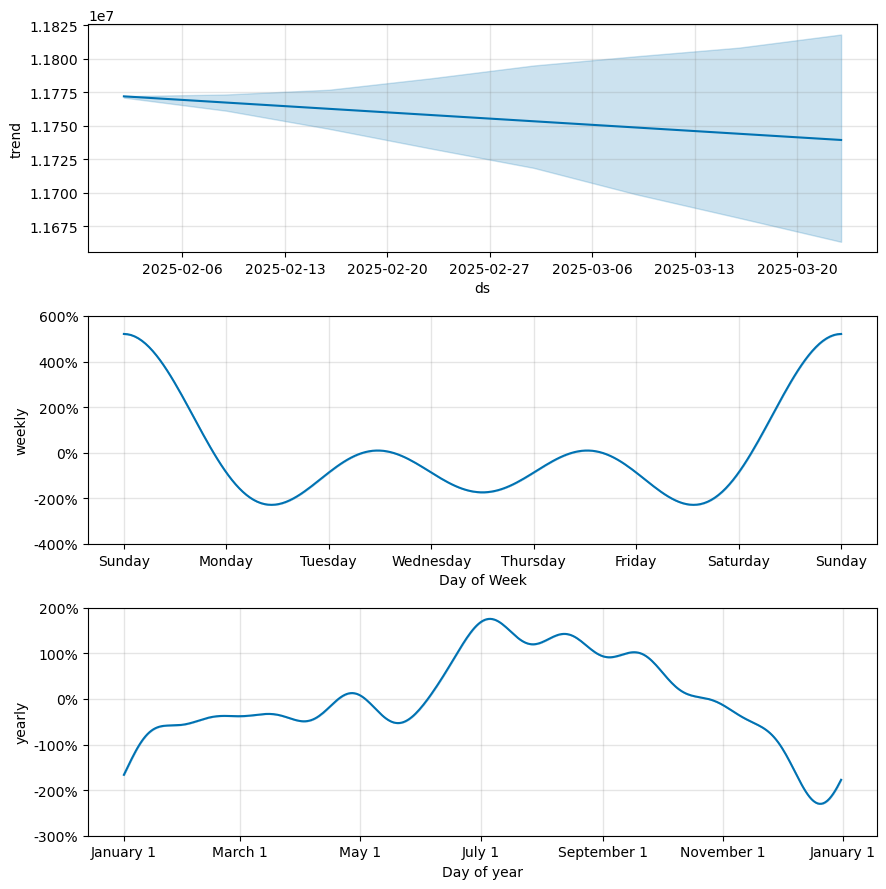 1e7
1.1825
1.1800
1.1775
1.1750
1.1725
1.1700
1.1675
trend
2025-02-06 2025-02-13 2025-02-20 2025-02-27 2025-03-06 2025-03-13 2025-03-20
ds
600%
400%
200%
0%
-200%
-400%
weekly
Sunday Monday Tuesday Wednesday Thursday Friday Saturday Sunday
Day of Week
200%
100%
0%
-100%
-200%
-300%
yearly
January 1 March 1 May 1 July 1 September 1 November 1 January 1
Day of year